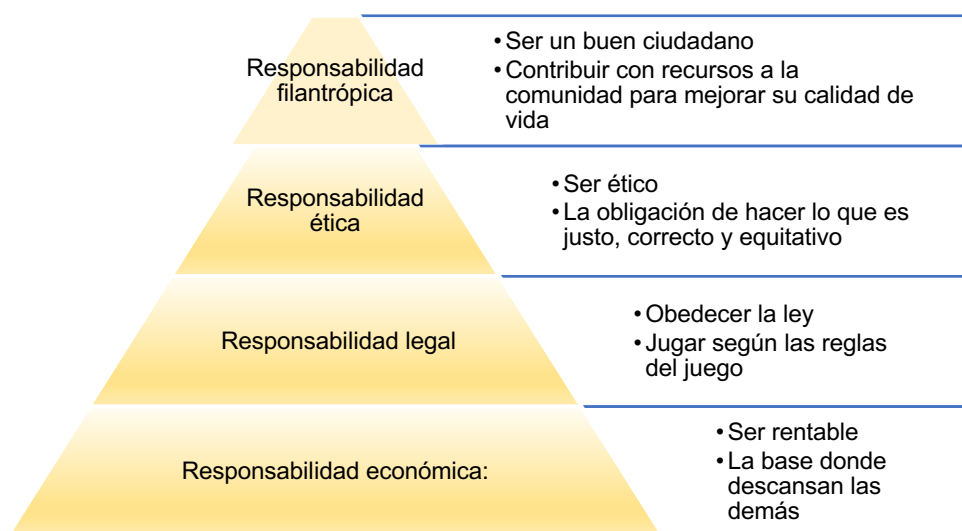 Responsabilidad
filantrópica
• Ser un buen ciudadano
• Contribuir con recursos a la
comunidad para mejorar su calidad de
vida
Responsabilidad
ética
• Ser ético
• La obligación de hacer lo que es
justo, correcto y equitativo
Responsabilidad legal
• Obedecer la ley
• Jugar según las reglas
del juego
Responsabilidad económica:
• Ser rentable
• La base donde
descansan las
demás